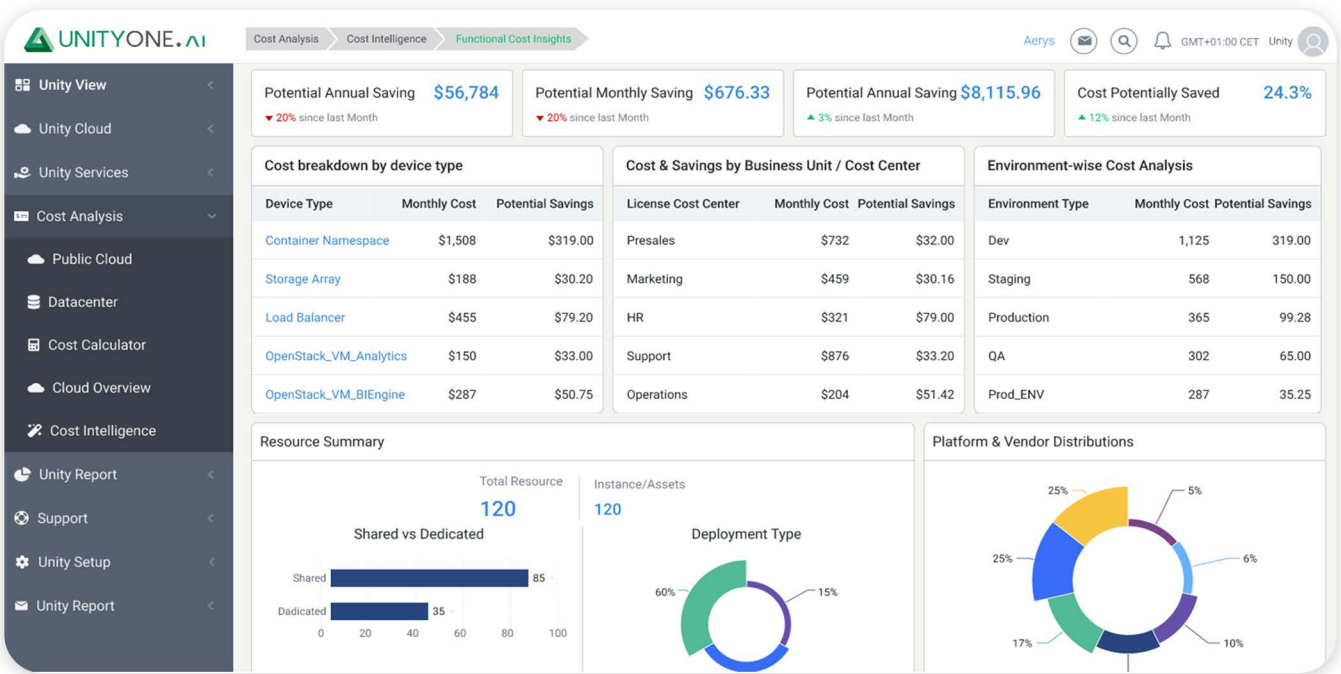 UNITYONE.AI
Cost Analysis Cost Intelligence Functional Cost Insights
Aerys GMT+01:00 CET Unity
Unity View
Unity Cloud
Unity Services
Cost Analysis
Public Cloud
Datacenter
Cost Calculator
Cloud Overview
Cost Intelligence
Unity Report
Support
Unity Setup
Unity Report
Potential Annual Saving $56,784
20% since last Month
Potential Monthly Saving $676.33
20% since last Month
Potential Annual Saving $8,115.96
3% since last Month
Cost Potentially Saved 24.3%
12% since last Month
Cost breakdown by device type
Device Type Monthly Cost Potential Savings
Container Namespace $1,508 $319.00
Storage Array $188 $30.20
Load Balancer $455 $79.20
OpenStack_VM_Analytics $150 $33.00
OpenStack_VM_BIEngine $287 $50.75
Cost & Savings by Business Unit / Cost Center
License Cost Center Monthly Cost Potential Savings
Presales $732 $32.00
Marketing $459 $30.16
HR $321 $79.00
Support $876 $33.20
Operations $204 $51.42
Environment-wise Cost Analysis
Environment Type Monthly Cost Potential Savings
Dev 1,125 319.00
Staging 568 150.00
Production 365 99.28
QA 302 65.00
Prod_ENV 287 35.25
Resource Summary
Total Resource
120
Instance/Assets
120
Shared vs Dedicated
Shared 85
Dadicated 35
0 20 40 60 80 100
Deployment Type
60% 15%
Platform & Vendor Distributions
25% 5%
25% 6%
17% 10%